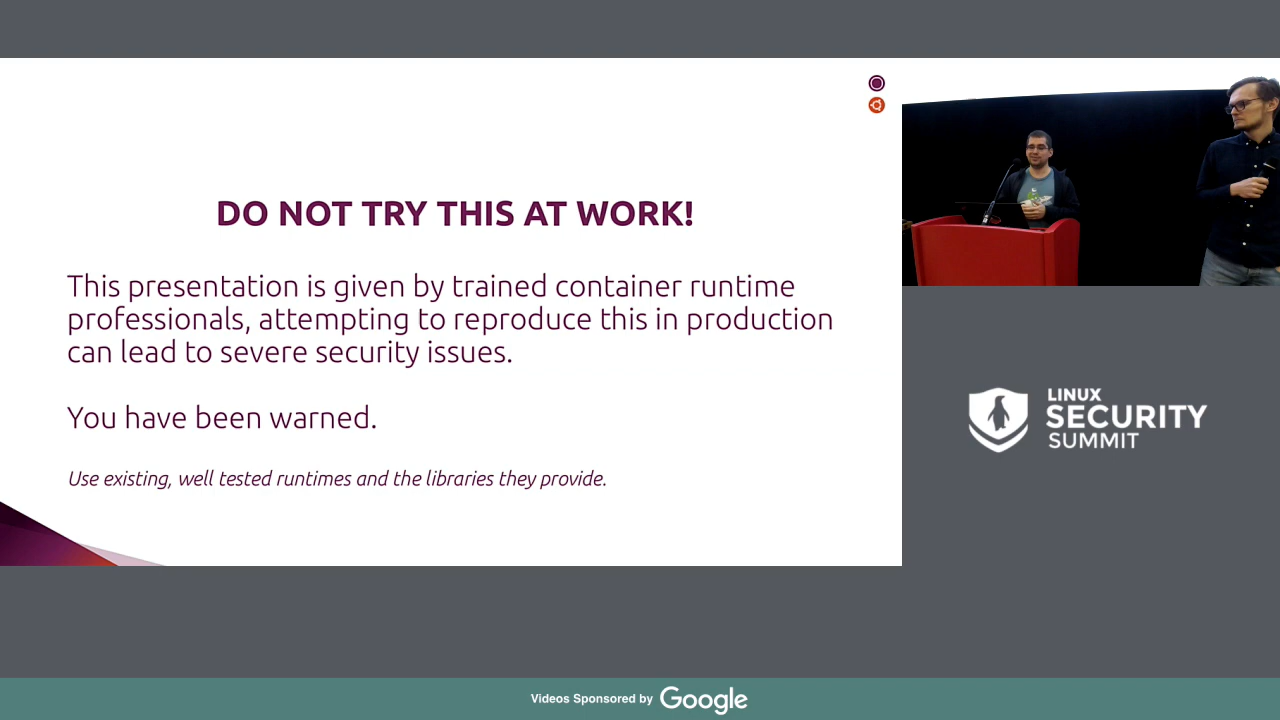 DO NOT TRY THIS AT WORK!
This presentation is given by trained container runtime
professionals, attempting to reproduce this in production
can lead to severe security issues.
You have been warned.
Use existing, well tested runtimes and the libraries they provide.
LINUX
SECURITY
SUMMIT
Videos Sponsored by Google